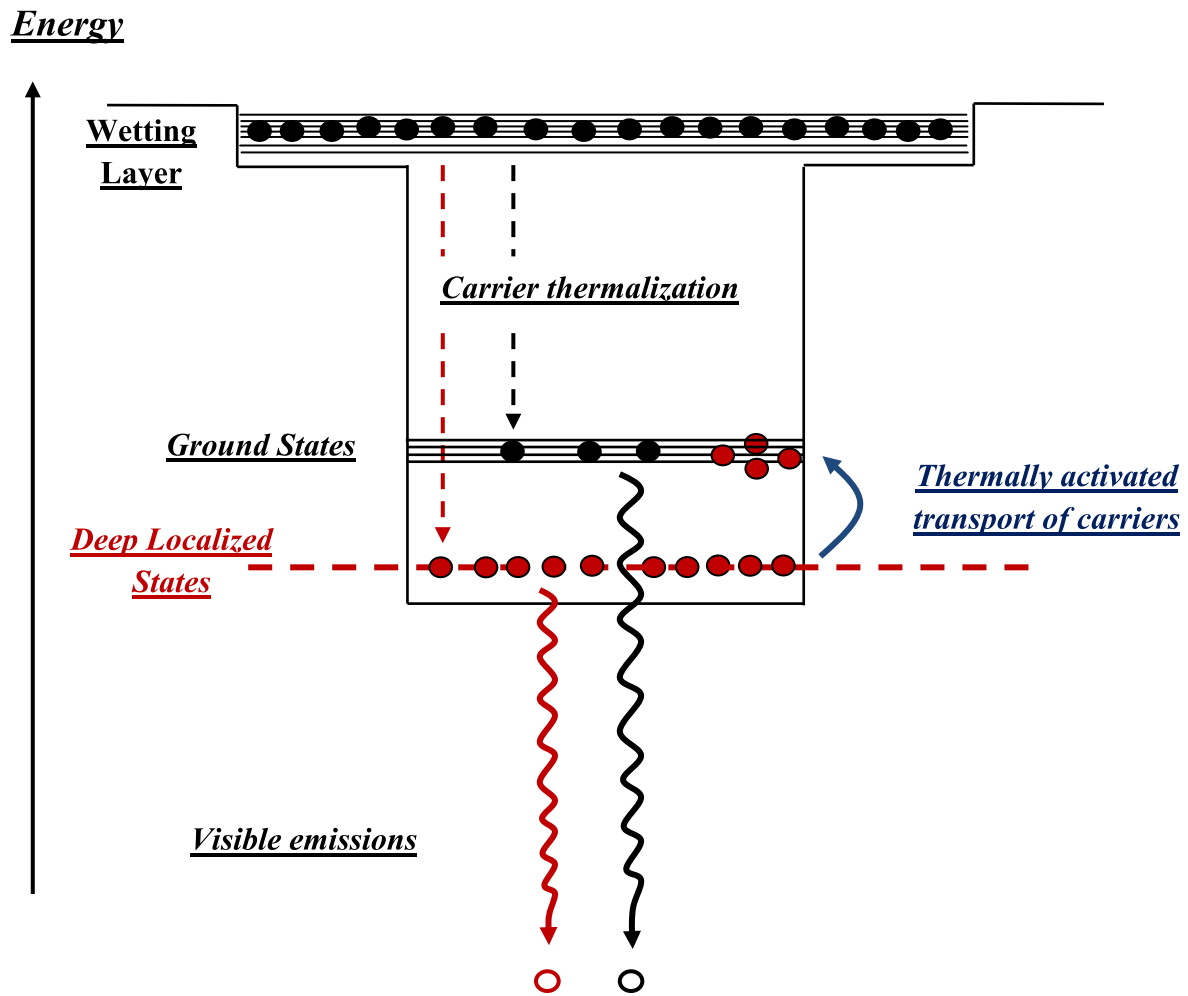 Energy
Wetting
Layer
Carrier thermalization
Ground States
Thermally activated
transport of carriers
Deep Localized
States
Visible emissions